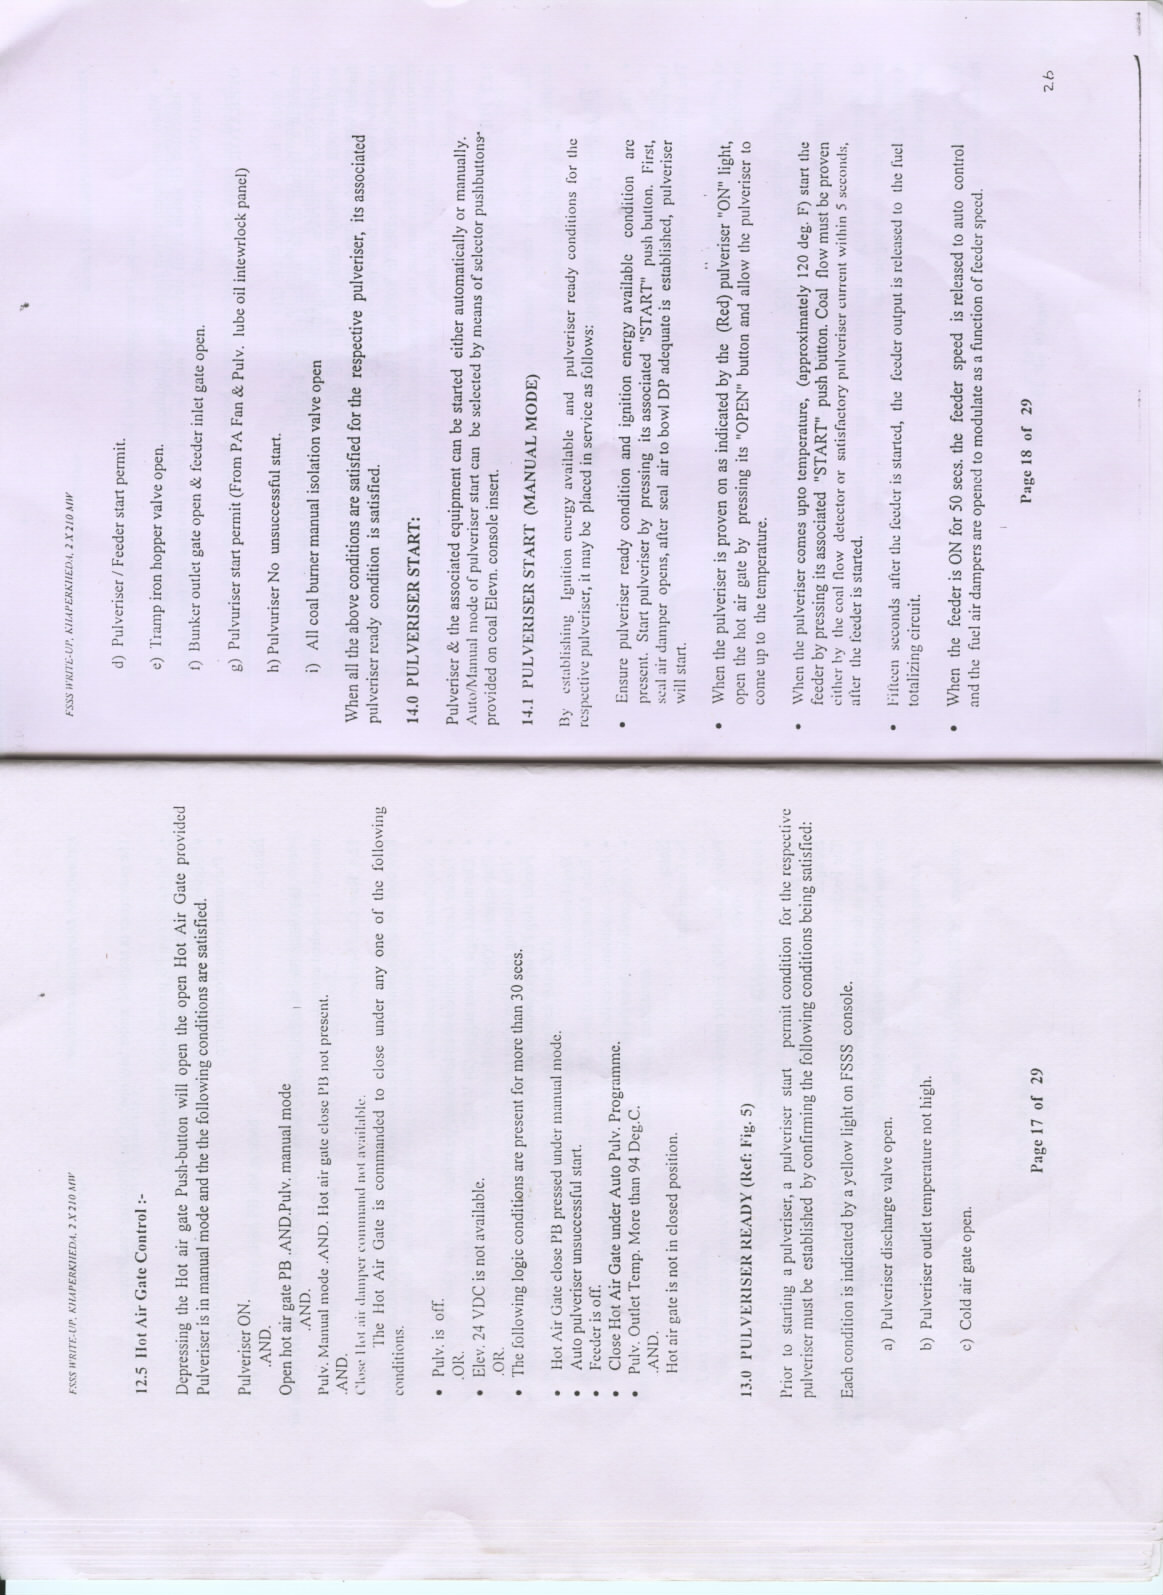 FSSS WRITE-UP, KHAPERKHEDA, 2 X 210 MW
12.5 Hot Air Gate Control :-
Depressing the Hot air gate Push-button will open the open Hot Air Gate provided
Pulveriser is in manual mode and the the following conditions are satisfied.
Pulveriser ON.
.AND.
Open hot air gate PB .AND.Pulv. manual mode
.AND.
Pulv. Manual mode .AND. Hot air gate close PB not present.
.AND.
Close Hot air damper command not available.
The Hot Air Gate is commanded to close under any one of the following
conditions.
• Pulv. is off.
.OR.
• Elev. 24 VDC is not available.
.OR.
• The following logic conditions are present for more than 30 secs.
• Hot Air Gate close PB pressed under manual mode.
• Auto pulveriser unsuccessful start.
• Feeder is off.
• Close Hot Air Gate under Auto Pulv. Programme.
• Pulv. Outlet Temp. More than 94 Deg.C.
.AND.
Hot air gate is not in closed position.
13.0 PULVERISER READY (Ref: Fig. 5)
Prior to starting a pulveriser, a pulveriser start permit condition for the respective
pulveriser must be established by confirming the following conditions being satisfied:
Each condition is indicated by a yellow light on FSSS console.
a) Pulveriser discharge valve open.
b) Pulveriser outlet temperature not high.
c) Cold air gate open.
Page 17 of 29
FSSS WRITE-UP, KHAPERKHEDA, 2 X 210 MW
d) Pulveriser / Feeder start permit.
e) Tramp iron hopper valve open.
f) Bunker outlet gate open & feeder inlet gate open.
g) Pulvuriser start permit (From PA Fan & Pulv. lube oil intewrlock panel)
h) Pulvuriser No unsuccessful start.
i) All coal burner manual isolation valve open
When all the above conditions are satisfied for the respective pulveriser, its associated
pulveriser ready condition is satisfied.
14.0 PULVERISER START:
Pulveriser & the associated equipment can be started either automatically or manually.
Auto/Manual mode of pulveriser start can be selected by means of selector pushbuttons
provided on coal Elevn. console insert.
14.1 PULVERISER START (MANUAL MODE)
By establishing Ignition energy available and pulveriser ready conditions for the
respective pulveriser, it may be placed in service as follows:
• Ensure pulveriser ready condition and ignition energy available condition are
present. Start pulveriser by pressing its associated "START" push button. First,
seal air damper opens, after seal air to bowl DP adequate is established, pulveriser
will start.
• When the pulveriser is proven on as indicated by the (Red) pulveriser "ON" light,
open the hot air gate by pressing its "OPEN" button and allow the pulveriser to
come up to the temperature.
• When the pulveriser comes upto temperature, (approximately 120 deg. F) start the
feeder by pressing its associated "START" push button. Coal flow must be proven
either by the coal flow detector or satisfactory pulveriser current within 5 seconds,
after the feeder is started.
• Fifteen seconds after the feeder is started, the feeder output is released to the fuel
totalizing circuit.
• When the feeder is ON for 50 secs. the feeder speed is released to auto control
and the fuel air dampers are opened to modulate as a function of feeder speed.
Page 18 of 29
26